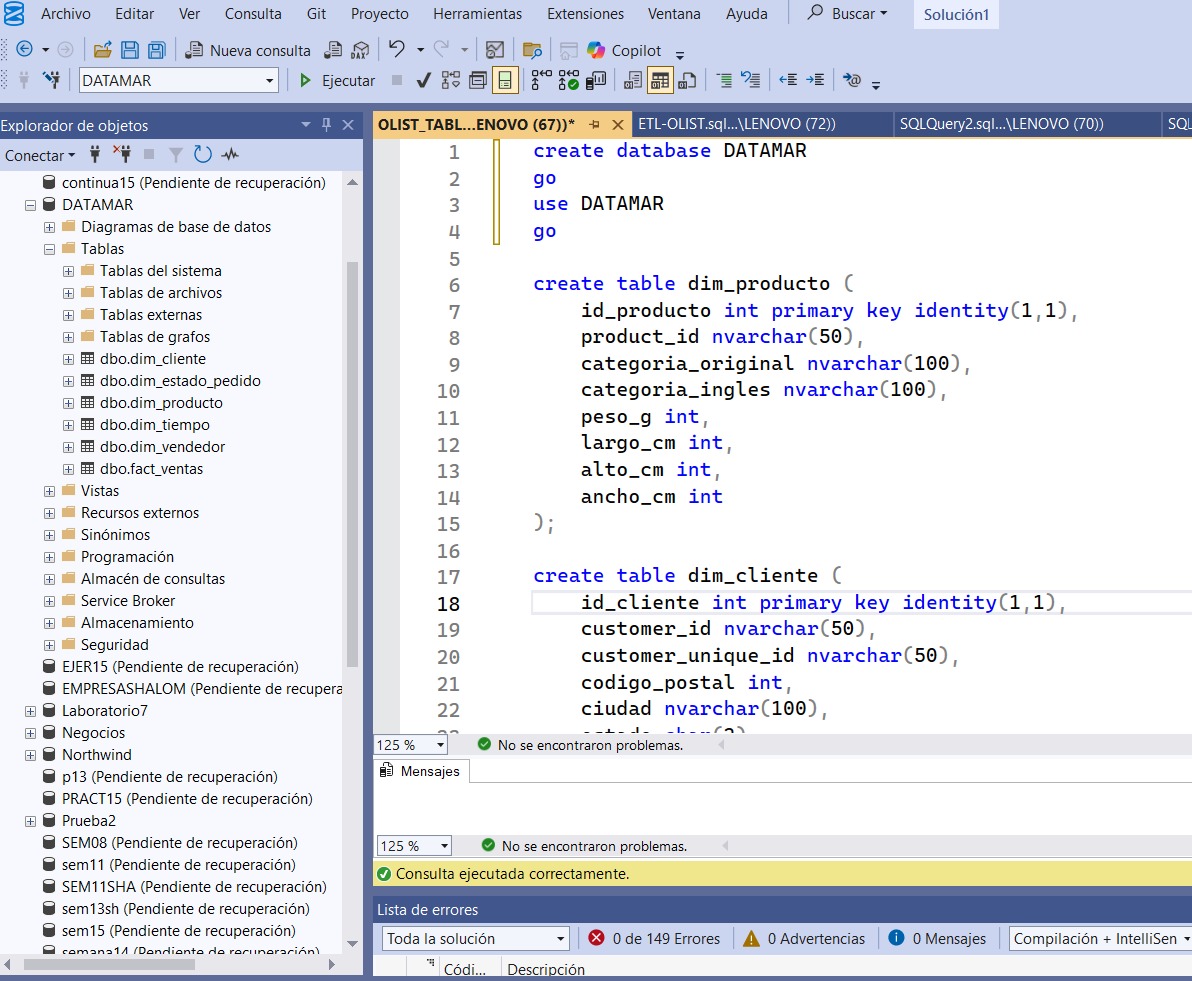 Archivo Editar Ver Consulta Git Proyecto Herramientas Extensiones Ventana Ayuda Buscar Solución1
Nueva consulta DAX Copilot
DATAMAR Ejecutar
Explorador de objetos
Conectar
continua15 (Pendiente de recuperación)
DATAMAR
Diagramas de base de datos
Tablas
Tablas del sistema
Tablas de archivos
Tablas externas
Tablas de grafos
dbo.dim_cliente
dbo.dim_estado_pedido
dbo.dim_producto
dbo.dim_tiempo
dbo.dim_vendedor
dbo.fact_ventas
Vistas
Recursos externos
Sinónimos
Programación
Almacén de consultas
Service Broker
Almacenamiento
Seguridad
EJER15 (Pendiente de recuperación)
EMPRESASHALOM (Pendiente de recupera
Laboratorio7
Negocios
Northwind
p13 (Pendiente de recuperación)
PRACT15 (Pendiente de recuperación)
Prueba2
SEM08 (Pendiente de recuperación)
sem11 (Pendiente de recuperación)
SEM11SHA (Pendiente de recuperación)
sem13sh (Pendiente de recuperación)
sem15 (Pendiente de recuperación)
semana14 (Pendiente de recuperación)
OLIST_TABL...ENOVO (67))* ETL-OLIST.sql...\LENOVO (72)) SQLQuery2.sql...\LENOVO (70)) SQL
1 create database DATAMAR
2 go
3 use DATAMAR
4 go
5
6 create table dim_producto (
7 id_producto int primary key identity(1,1),
8 product_id nvarchar(50),
9 categoria_original nvarchar(100),
10 categoria_ingles nvarchar(100),
11 peso_g int,
12 largo_cm int,
13 alto_cm int,
14 ancho_cm int
15 );
16
17 create table dim_cliente (
18 id_cliente int primary key identity(1,1),
19 customer_id nvarchar(50),
20 customer_unique_id nvarchar(50),
21 codigo_postal int,
22 ciudad nvarchar(100),
23 estado char(2)
125 % No se encontraron problemas.
Mensajes
125 % No se encontraron problemas.
Consulta ejecutada correctamente.
Lista de errores
Toda la solución 0 de 149 Errores 0 Advertencias 0 Mensajes Compilación + IntelliSen
Códi... Descripción